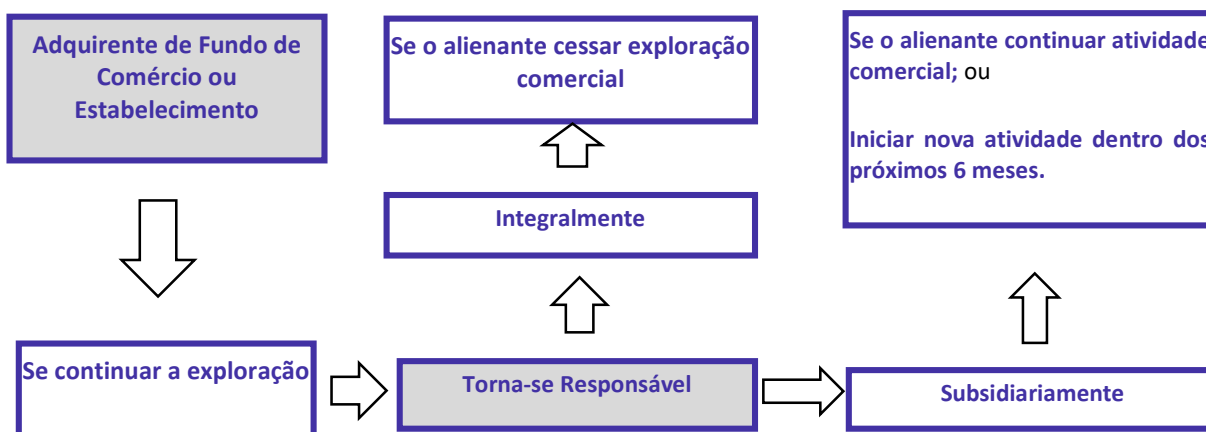 Adquirente de Fundo de
Comércio ou
Estabelecimento
Se o alienante cessar exploração
comercial
Se o alienante continuar atividade
comercial; ou
Iniciar nova atividade dentro dos
próximos 6 meses.
Integralmente
Se continuar a exploração
Torna-se Responsável
Subsidiariamente